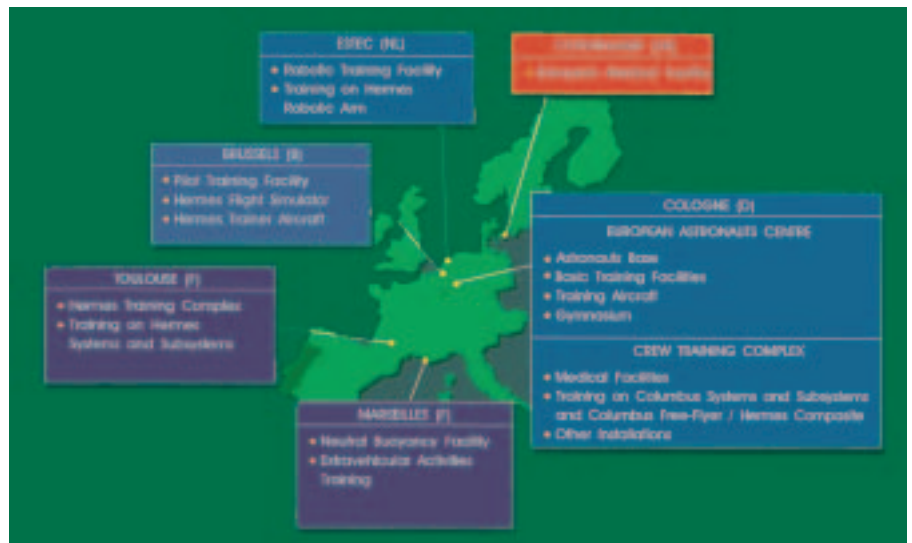 ESTEC (NL)
• Robotic Training Facility
• Training on Hermes
Robotic Arm
BRUSSELS (B)
• Pilot Training Facility
• Hermes Flight Simulator
• Hermes Trainer Aircraft
TOULOUSE (F)
• Hermes Training Complex
• Training on Hermes
Systems and Subsystems
MARSEILLES (F)
• Neutral Buoyancy Facility
• Extravehicular Activities
Training
COLOGNE (D)
EUROPEAN ASTRONAUTS CENTRE
• Astronauts Base
• Basic Training Facilities
• Training Aircraft
• Gymnasium
CREW TRAINING COMPLEX
• Medical Facilities
• Training on Columbus Systems and Subsystems
and Columbus Free-Flyer / Hermes Composite
• Other Installations